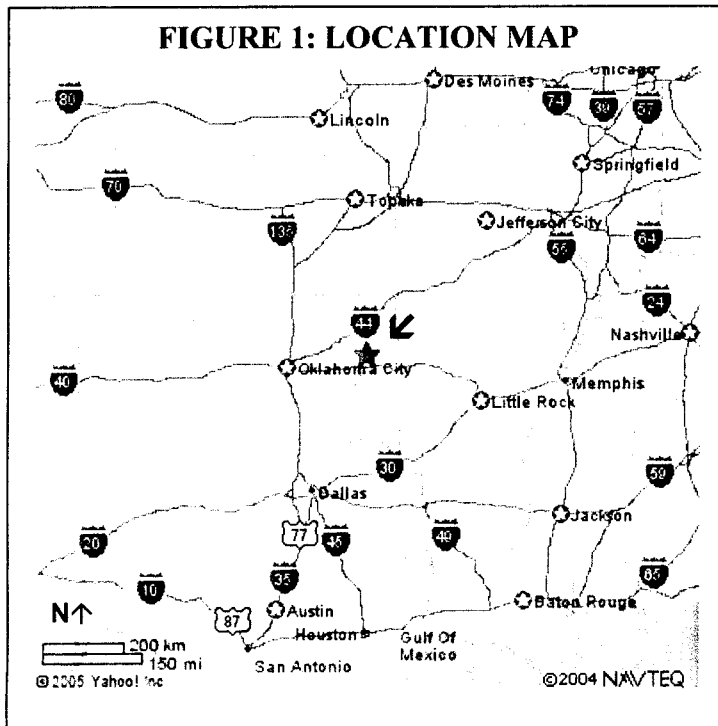 FIGURE 1: LOCATION MAP
Chicago
80
Des Moines
74
39
57
Lincoln
Springfield
70
Topeka
Jefferson City
135
55
64
24
44
Nashville
Oklahoma City
40
Memphis
Little Rock
30
59
Dallas
Jackson
77
20
45
49
35
65
10
N↑
87
Austin
Baton Rouge
Houston
Gulf Of
Mexico
200 km
150 mi
San Antonio
© 2005 Yahoo! Inc
©2004 NAVTEQ